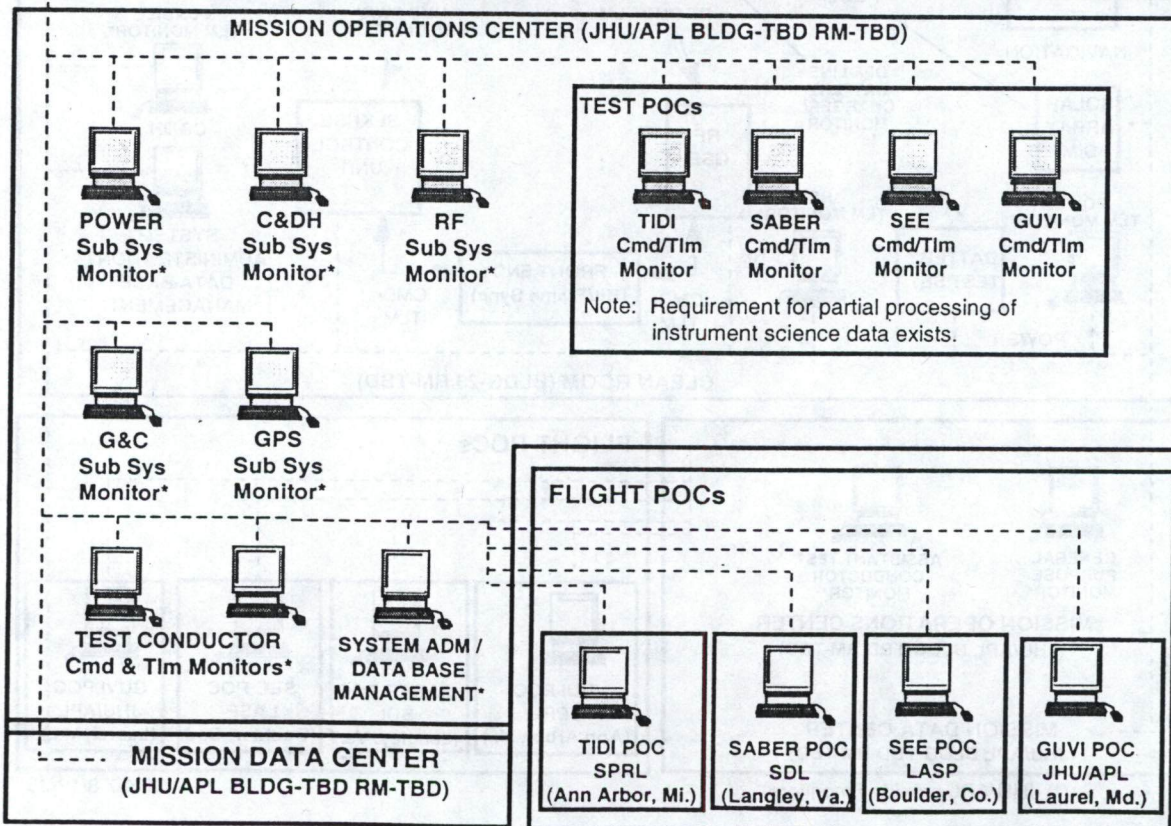 MISSION OPERATIONS CENTER (JHU/APL BLDG-TBD RM-TBD)
POWER
Sub Sys
Monitor*
C&DH
Sub Sys
Monitor*
RF
Sub Sys
Monitor*
TEST POCs
TIDI
Cmd/Tlm
Monitor
SABER
Cmd/Tlm
Monitor
SEE
Cmd/Tlm
Monitor
GUVI
Cmd/Tlm
Monitor
Note: Requirement for partial processing of
instrument science data exists.
G&C
Sub Sys
Monitor*
GPS
Sub Sys
Monitor*
TEST CONDUCTOR
Cmd & Tlm Monitors*
SYSTEM ADM
DATABASE
MANAGEMENT*
FLIGHT POCs
TIDI POC
SPRL
(Ann Arbor, Mi.)
SABER POC
SDL
(Langley, Va.)
SEE POC
LASP
(Boulder, Co.)
GUVI POC
JHU/APL
(Laurel, Md.)
MISSION DATA CENTER
(JHU/APL BLDG-TBD RM-TBD)